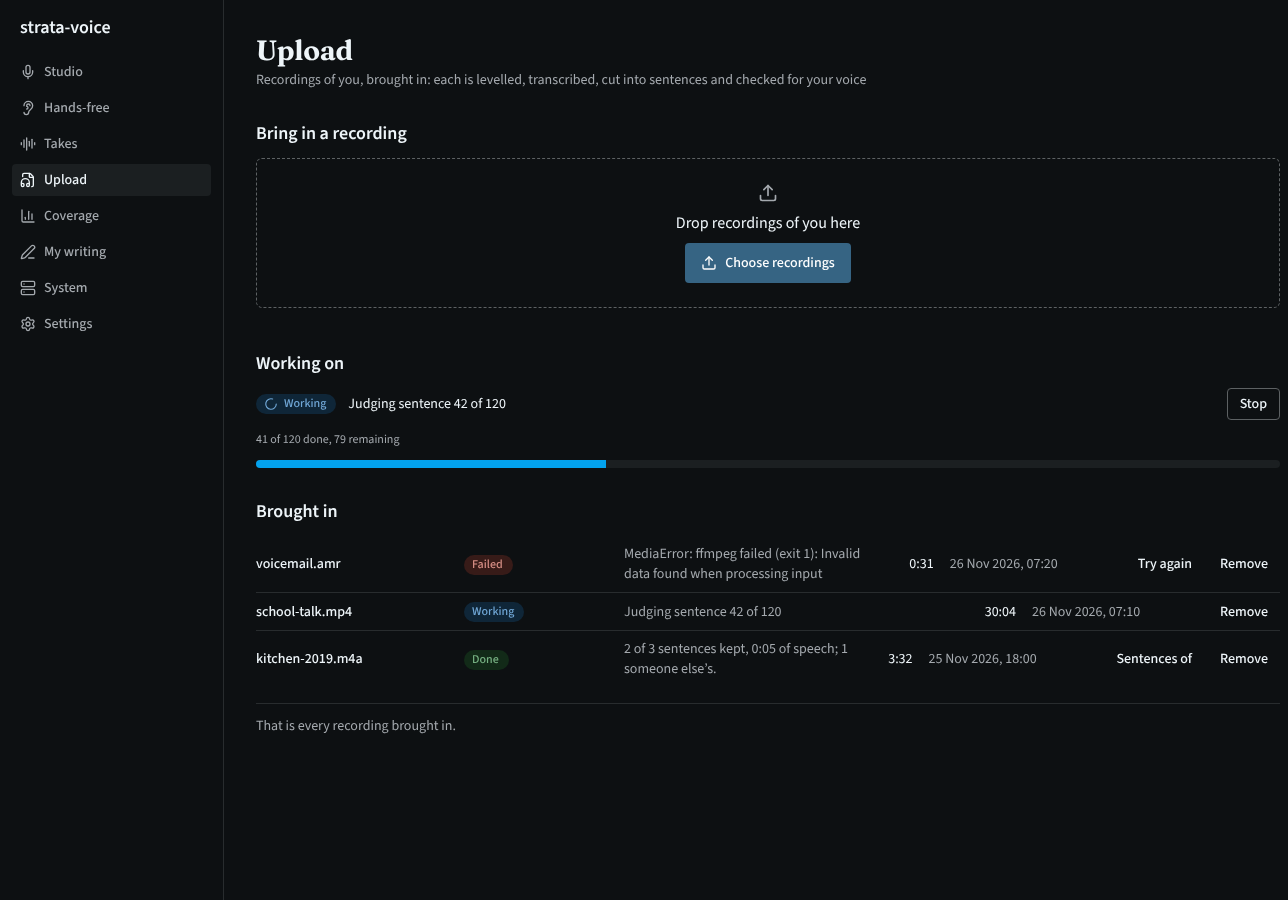 strata-voice
Studio
Hands-free
Takes
Upload
Coverage
My writing
System
Settings
Upload
Recordings of you, brought in: each is levelled, transcribed, cut into sentences and checked for your voice
Bring in a recording
Drop recordings of you here
Choose recordings
Working on
Working Judging sentence 42 of 120 Stop
41 of 120 done, 79 remaining
Brought in
voicemail.amr Failed MediaError: ffmpeg failed (exit 1): Invalid
data found when processing input 0:31 26 Nov 2026, 07:20 Try again Remove
school-talk.mp4 Working Judging sentence 42 of 120 30:04 26 Nov 2026, 07:10 Remove
kitchen-2019.m4a Done 2 of 3 sentences kept, 0:05 of speech; 1
someone else’s. 3:32 25 Nov 2026, 18:00 Sentences of Remove
That is every recording brought in.